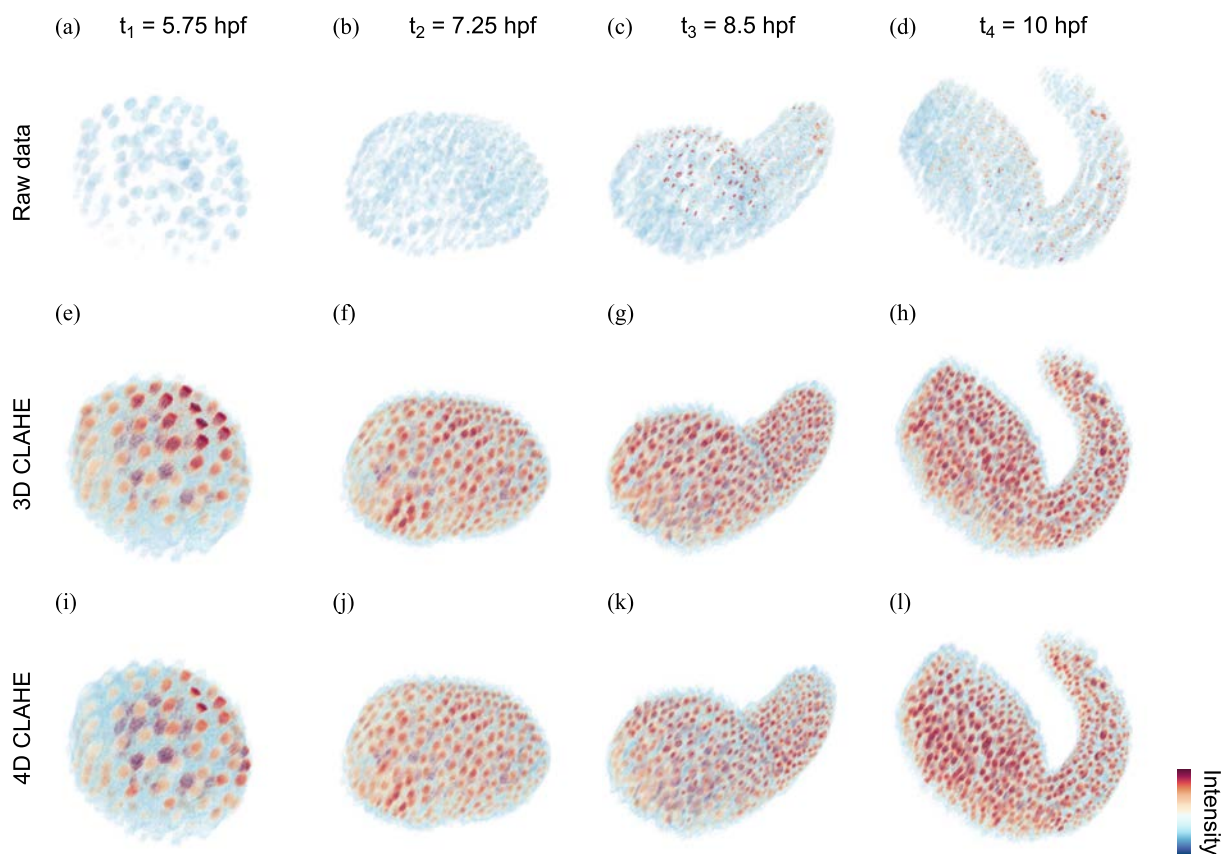 (a) t₁ = 5.75 hpf (b) t₂ = 7.25 hpf (c) t₃ = 8.5 hpf (d) t₄ = 10 hpf
Raw data
(e) (f) (g) (h)
3D CLAHE
(i) (j) (k) (l)
4D CLAHE
Intensity